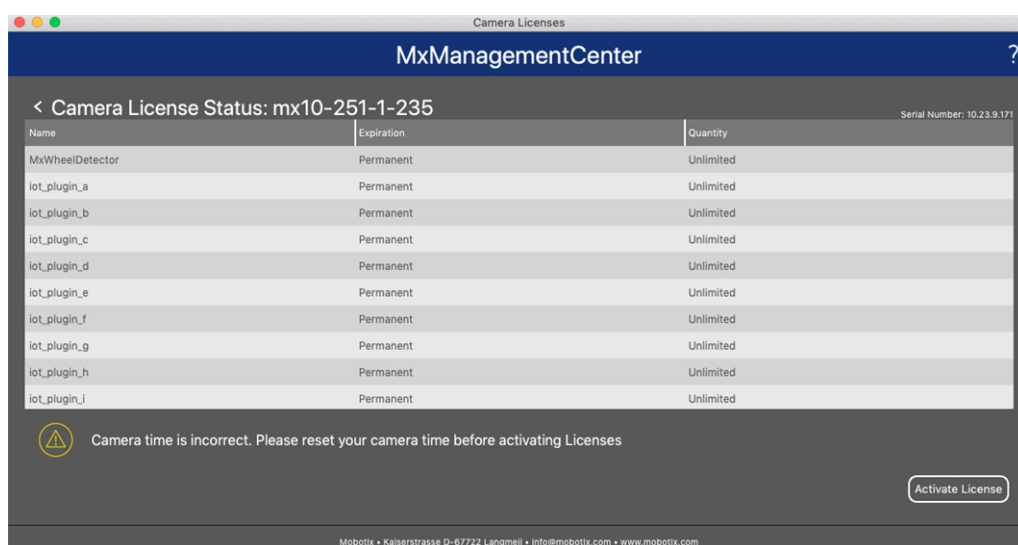 Camera Licenses
MxManagementCenter
?
< Camera License Status: mx10-251-1-235
Serial Number: 10.23.9.171
Name Expiration Quantity
MxWheelDetector Permanent Unlimited
iot_plugin_a Permanent Unlimited
iot_plugin_b Permanent Unlimited
iot_plugin_c Permanent Unlimited
iot_plugin_d Permanent Unlimited
iot_plugin_e Permanent Unlimited
iot_plugin_f Permanent Unlimited
iot_plugin_g Permanent Unlimited
iot_plugin_h Permanent Unlimited
iot_plugin_i Permanent Unlimited
Camera time is incorrect. Please reset your camera time before activating Licenses
Activate License
Mobotix • Kaiserstrasse D-67722 Langmeil • info@mobotix.com • www.mobotix.com